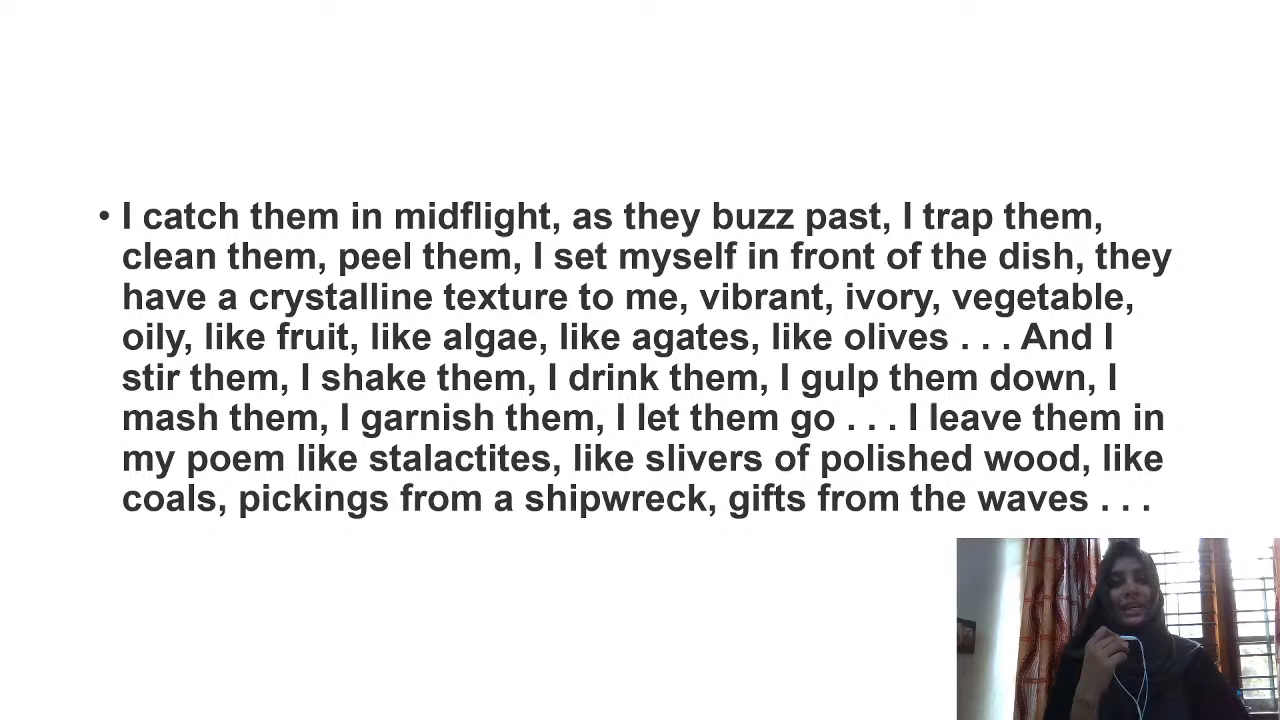 • I catch them in midflight, as they buzz past, I trap them,
clean them, peel them, I set myself in front of the dish, they
have a crystalline texture to me, vibrant, ivory, vegetable,
oily, like fruit, like algae, like agates, like olives . . . And I
stir them, I shake them, I drink them, I gulp them down, I
mash them, I garnish them, I let them go . . . I leave them in
my poem like stalactites, like slivers of polished wood, like
coals, pickings from a shipwreck, gifts from the waves . . .